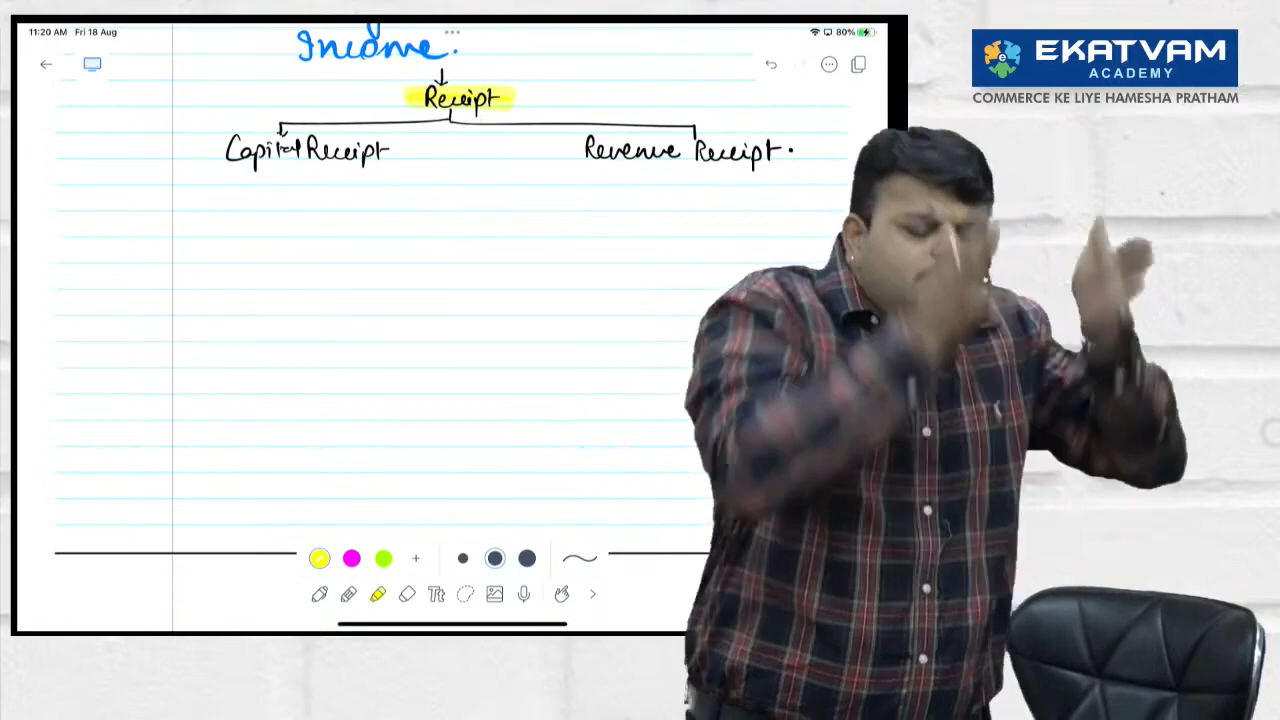 11:20 AM Fri 18 Aug
80%
Income.
Receipt
Capital Receipt
Revenue Receipt.
Tt
EKATVAM
ACADEMY
COMMERCE KE LIYE HAMESHA PRATHAM